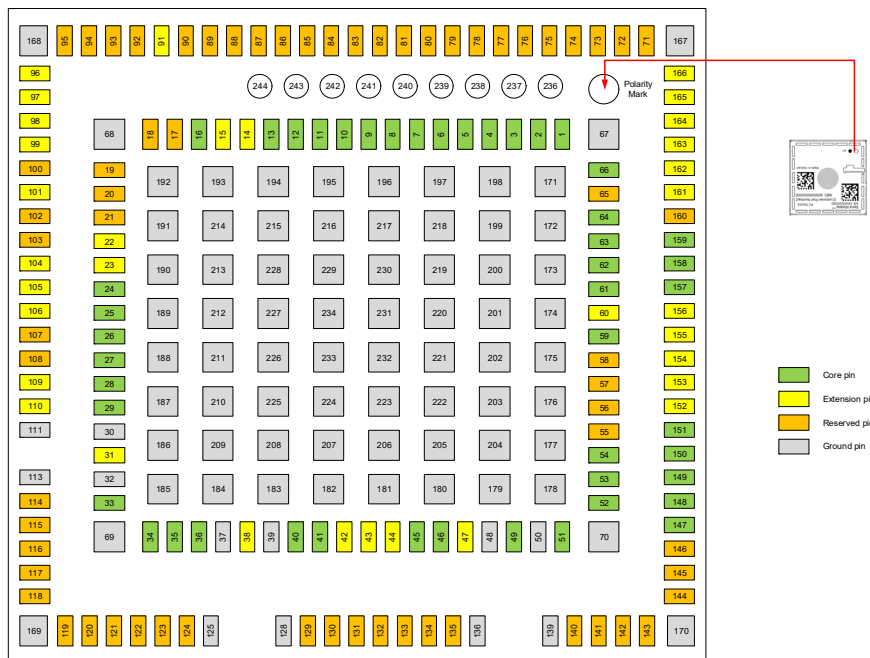 168 95 94 93 92 91 90 89 88 87 86 85 84 83 82 81 80 79 78 77 76 75 74 73 72 71 167
96 166
244 243 242 241 240 239 238 237 236 Polarity
Mark
97 165
98 164
68 18 17 16 15 14 13 12 11 10 9 8 7 6 5 4 3 2 1 67
99 163
100 19 66 162
192 193 194 195 196 197 198 171
101 20 65 161
102 21 64 160
191 214 215 216 217 218 199 172
103 22 63 159
104 23 62 158
190 213 228 229 230 219 200 173
105 24 61 157
106 25 60 156
189 212 227 234 231 220 201 174
107 26 59 155
108 27 58 154
188 211 226 233 232 221 202 175
109 28 57 153
Core pin
110 29 56 152
187 210 225 224 223 222 203 176
Extension pi
111 30 55 151
Reserved pi
186 209 208 207 206 205 204 177
31 54 150
Ground pin
113 32 53 149
185 184 183 182 181 180 179 178
114 33 52 148
115 147
69 34 35 36 37 38 39 40 41 42 43 44 45 46 47 48 49 50 51 70
116 146
117 145
118 144
169 119 120 121 122 123 124 125 128 129 130 131 132 133 134 135 136 139 140 141 142 143 170